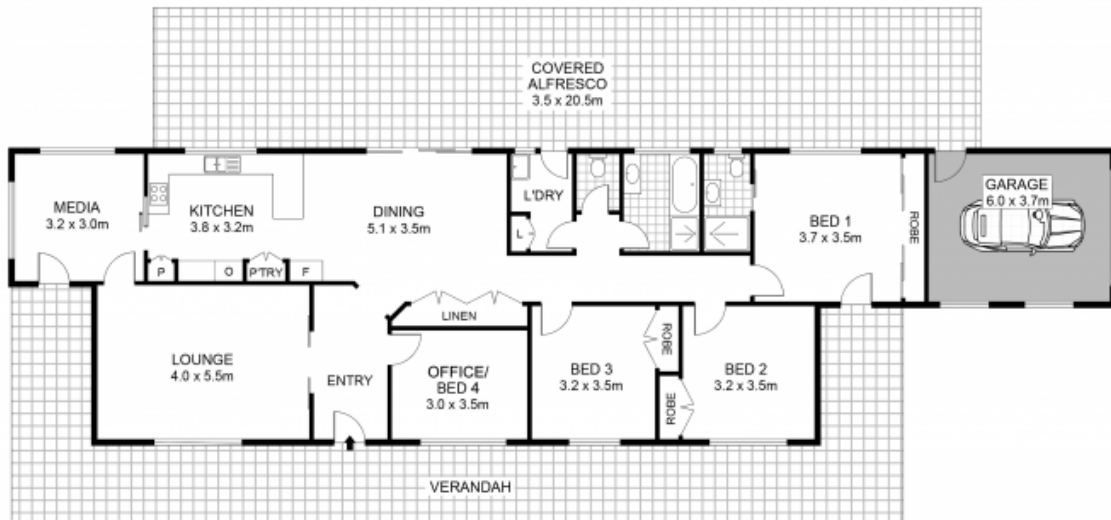 COVERED
ALFRESCO
3.5 x 20.5m
MEDIA
3.2 x 3.0m
KITCHEN
3.8 x 3.2m
DINING
5.1 x 3.5m
L'DRY
L
BED 1
3.7 x 3.5m
ROBE
GARAGE
6.0 x 3.7m
P
O
P'TRY
F
LINEN
LOUNGE
4.0 x 5.5m
ENTRY
OFFICE/
BED 4
3.0 x 3.5m
BED 3
3.2 x 3.5m
ROBE
ROBE
BED 2
3.2 x 3.5m
VERANDAH